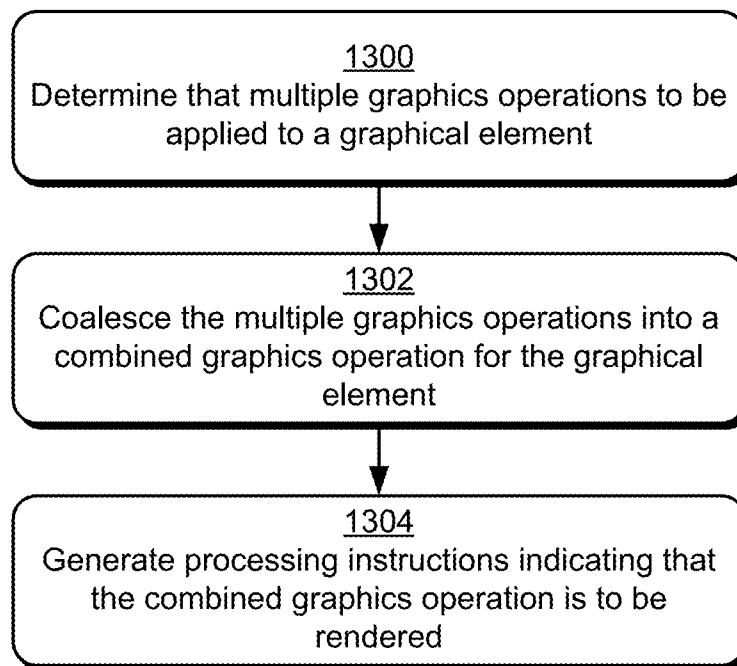 1300
Determine that multiple graphics operations to be
applied to a graphical element
1302
Coalesce the multiple graphics operations into a
combined graphics operation for the graphical
element
1304
Generate processing instructions indicating that
the combined graphics operation is to be
rendered